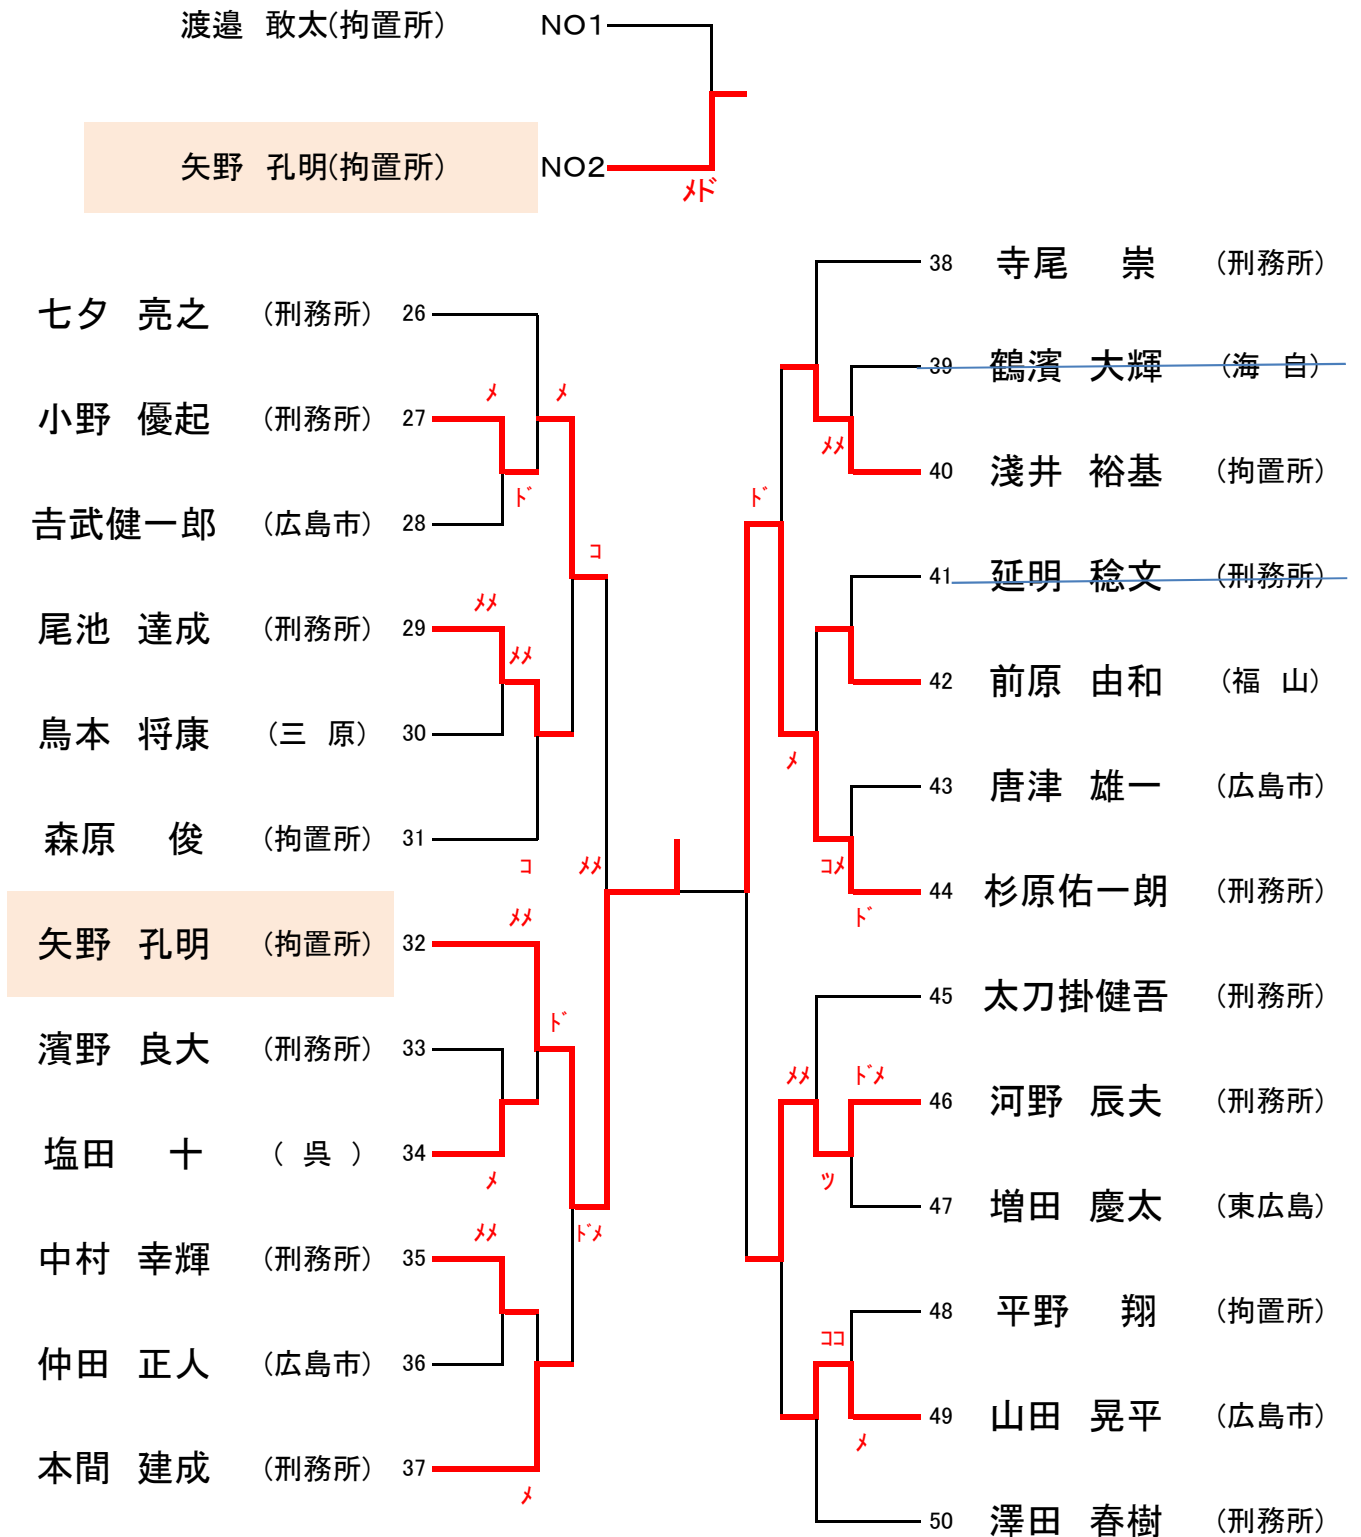 渡邉 敢太(拘置所) NO1
矢野 孔明(拘置所) NO2
メド
七夕 亮之 (刑務所) 26
メ メ
小野 優起 (刑務所) 27
ド
吉武健一郎 (広島市) 28
コ
メメ
尾池 達成 (刑務所) 29
メメ
鳥本 将康 (三 原) 30
森原 俊 (拘置所) 31
コ メメ
メメ
矢野 孔明 (拘置所) 32
ド
濱野 良大 (刑務所) 33
塩田 十 (呉) 34
メ
メメ ドメ
中村 幸輝 (刑務所) 35
仲田 正人 (広島市) 36
本間 建成 (刑務所) 37
メ
38 寺尾 崇 (刑務所)
39 鶴濱 大輝 (海 自)
メメ
40 淺井 裕基 (拘置所)
ド
41 延明 稔文 (刑務所)
42 前原 由和 (福 山)
メ
43 唐津 雄一 (広島市)
コメ
44 杉原佑一朗 (刑務所)
ド
45 太刀掛健吾 (刑務所)
メメ ドメ
46 河野 辰夫 (刑務所)
ツ
47 増田 慶太 (東広島)
48 平野 翔 (拘置所)
ココ
49 山田 晃平 (広島市)
メ
50 澤田 春樹 (刑務所)